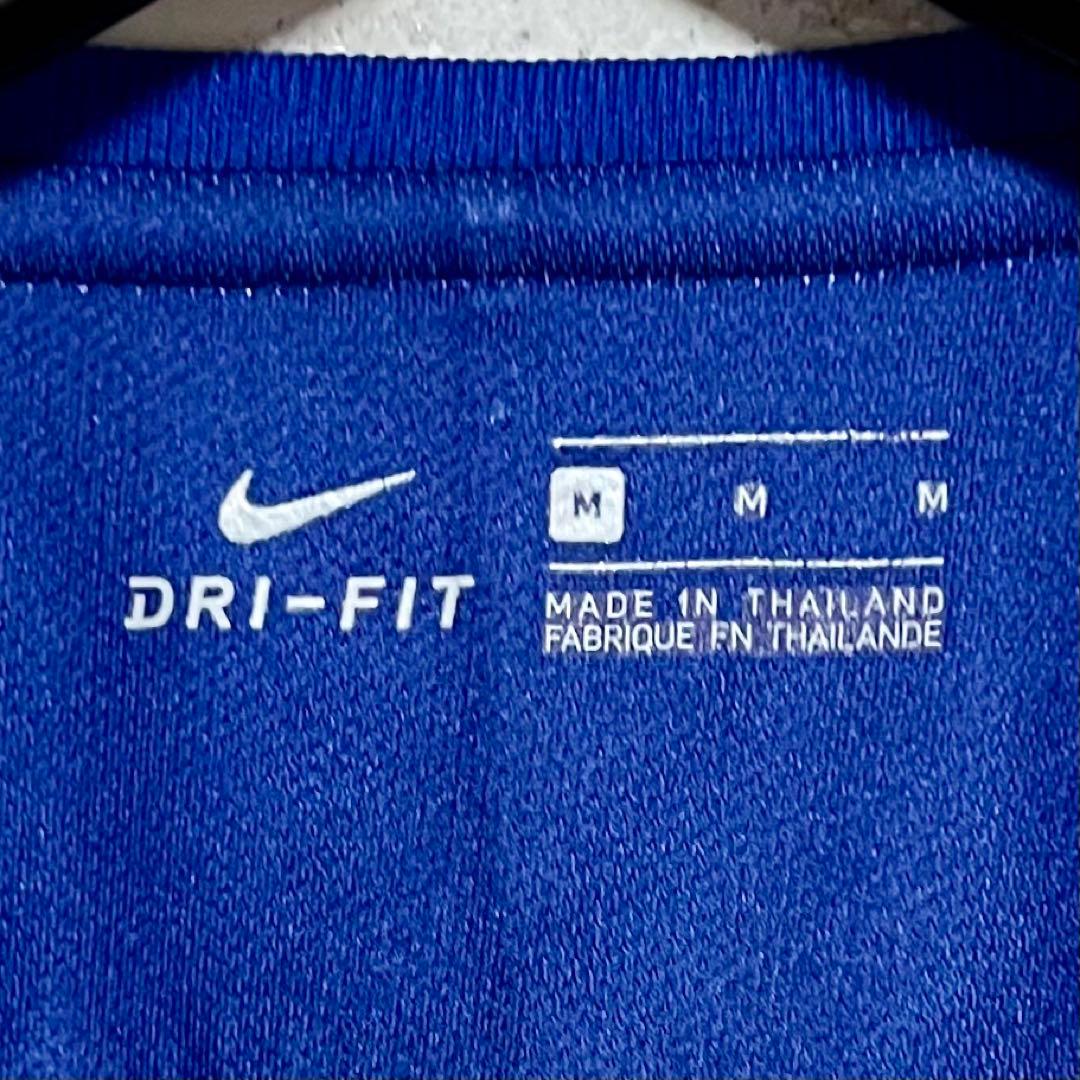 DRI-FIT
M M M
MADE IN THAILAND
FABRIQUE EN THAILANDE